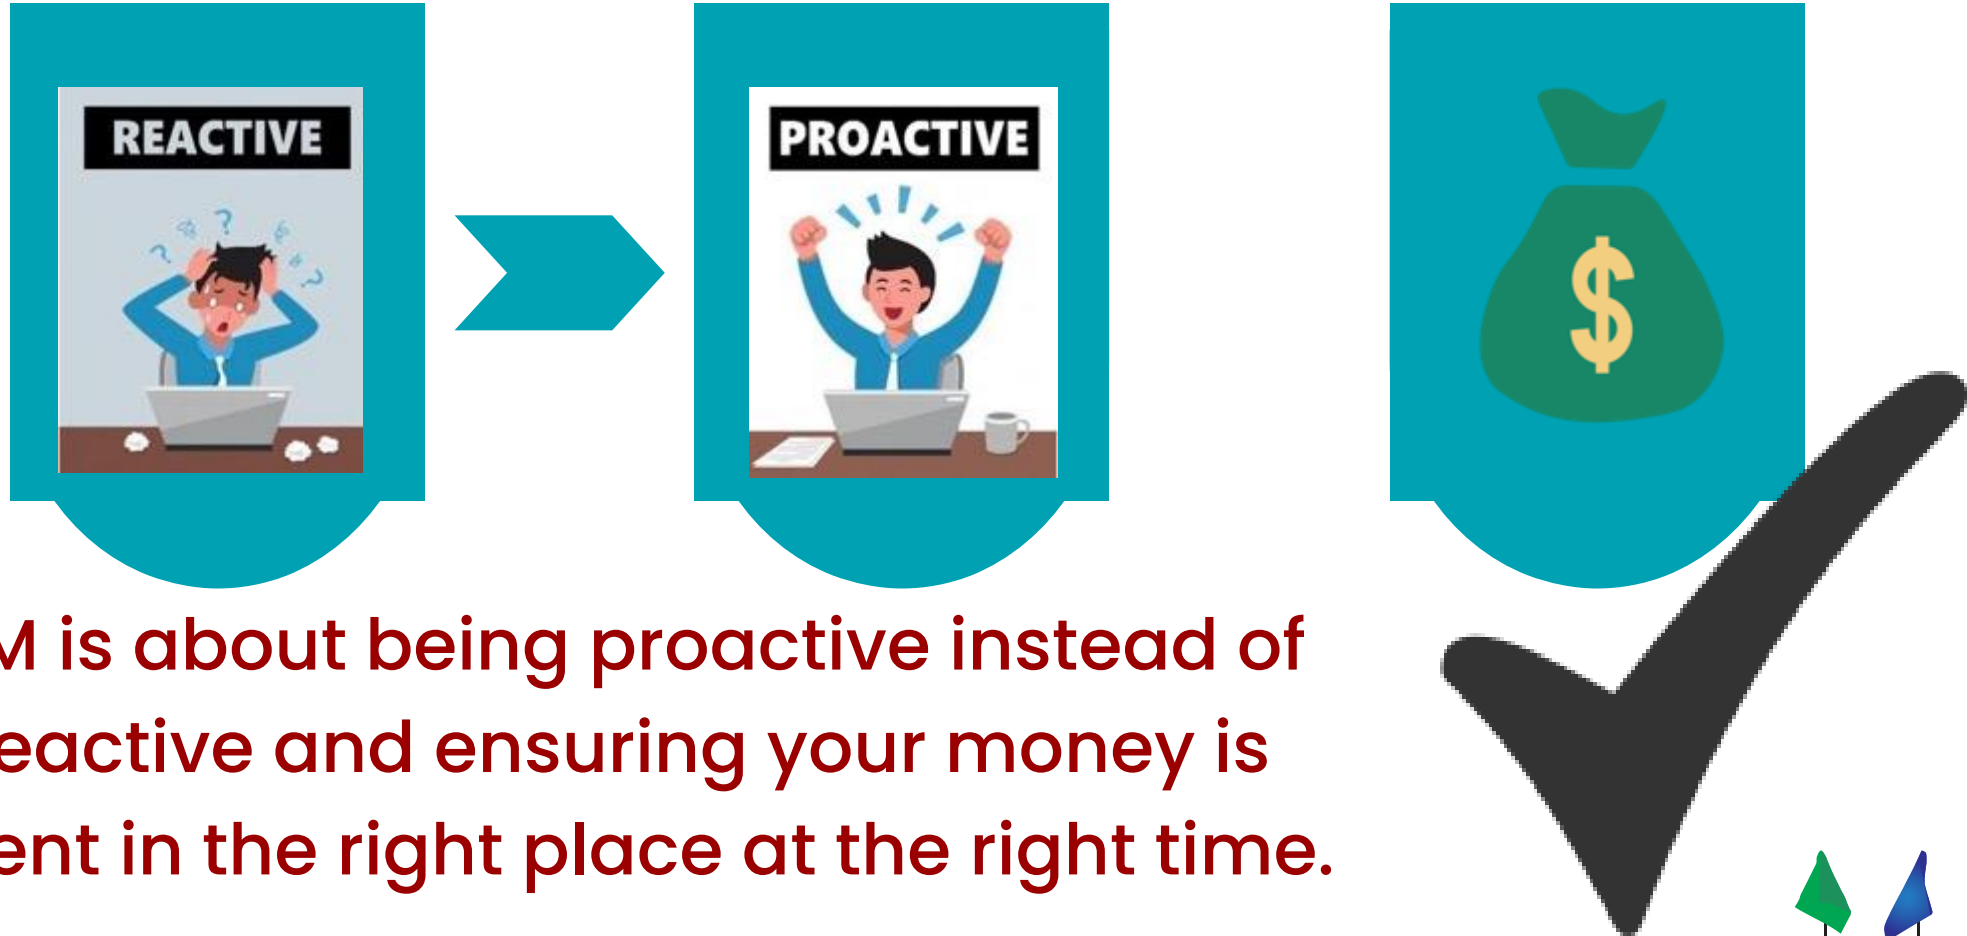 REACTIVE
PROACTIVE
$
M is about being proactive instead of
eactive and ensuring your money is
ent in the right place at the right time.